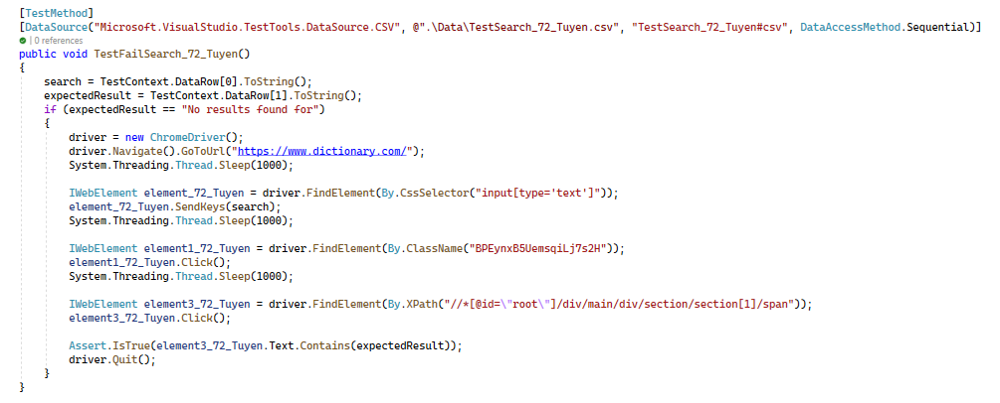 [TestMethod]
[DataSource("Microsoft.VisualStudio.TestTools.DataSource.CSV", @".\Data\TestSearch_72_Tuyen.csv", "TestSearch_72_Tuyen#csv", DataAccessMethod.Sequential)]
| 0 references
public void TestFailSearch_72_Tuyen()
{
search = TestContext.DataRow[0].ToString();
expectedResult = TestContext.DataRow[1].ToString();
if (expectedResult == "No results found for")
{
driver = new ChromeDriver();
driver.Navigate().GoToUrl("https://www.dictionary.com/");
System.Threading.Thread.Sleep(1000);
IWebElement element_72_Tuyen = driver.FindElement(By.CssSelector("input[type='text']"));
element_72_Tuyen.SendKeys(search);
System.Threading.Thread.Sleep(1000);
IWebElement element1_72_Tuyen = driver.FindElement(By.ClassName("BPEynxB5UemsqiLj7s2H"));
element1_72_Tuyen.Click();
System.Threading.Thread.Sleep(1000);
IWebElement element3_72_Tuyen = driver.FindElement(By.XPath("//*[@id=\"root\"]/div/main/div/section/section[1]/span"));
element3_72_Tuyen.Click();
Assert.IsTrue(element3_72_Tuyen.Text.Contains(expectedResult));
driver.Quit();
}
}